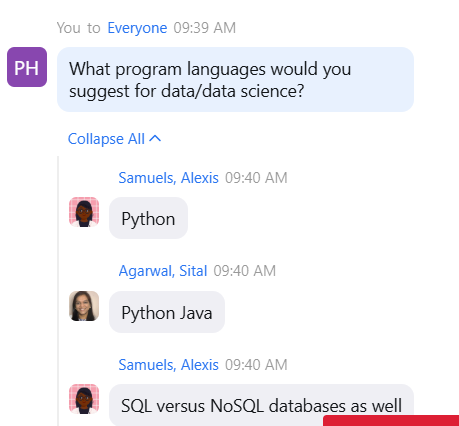 You to Everyone 09:39 AM
PH
What program languages would you
suggest for data/data science?
Collapse All
Samuels, Alexis 09:40 AM
Python
Agarwal, Sital 09:40 AM
Python Java
Samuels, Alexis 09:40 AM
SQL versus NoSQL databases as well